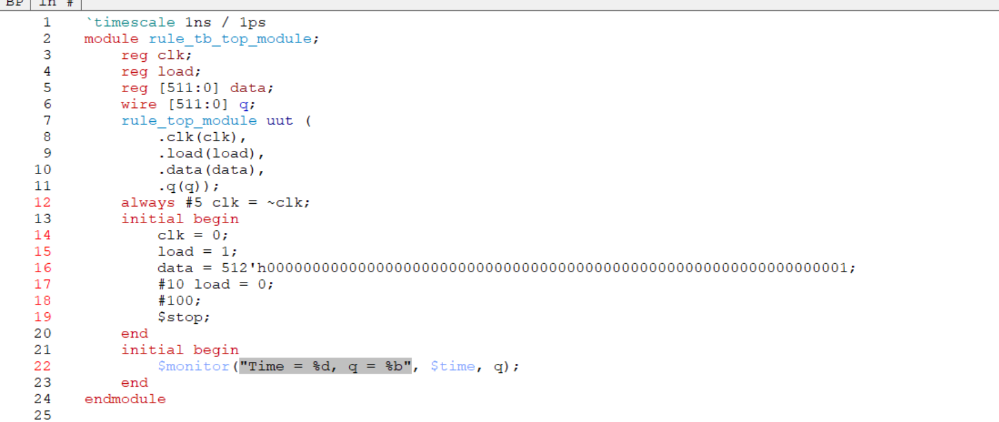 BP ln #
1 `timescale 1ns / 1ps
2 module rule_tb_top_module;
3 reg clk;
4 reg load;
5 reg [511:0] data;
6 wire [511:0] q;
7 rule_top_module uut (
8 .clk(clk),
9 .load(load),
10 .data(data),
11 .q(q));
12 always #5 clk = ~clk;
13 initial begin
14 clk = 0;
15 load = 1;
16 data = 512'h0000000000000000000000000000000000000000000000000000000000000001;
17 #10 load = 0;
18 #100;
19 $stop;
20 end
21 initial begin
22 $monitor("Time = %d, q = %b", $time, q);
23 end
24 endmodule
25